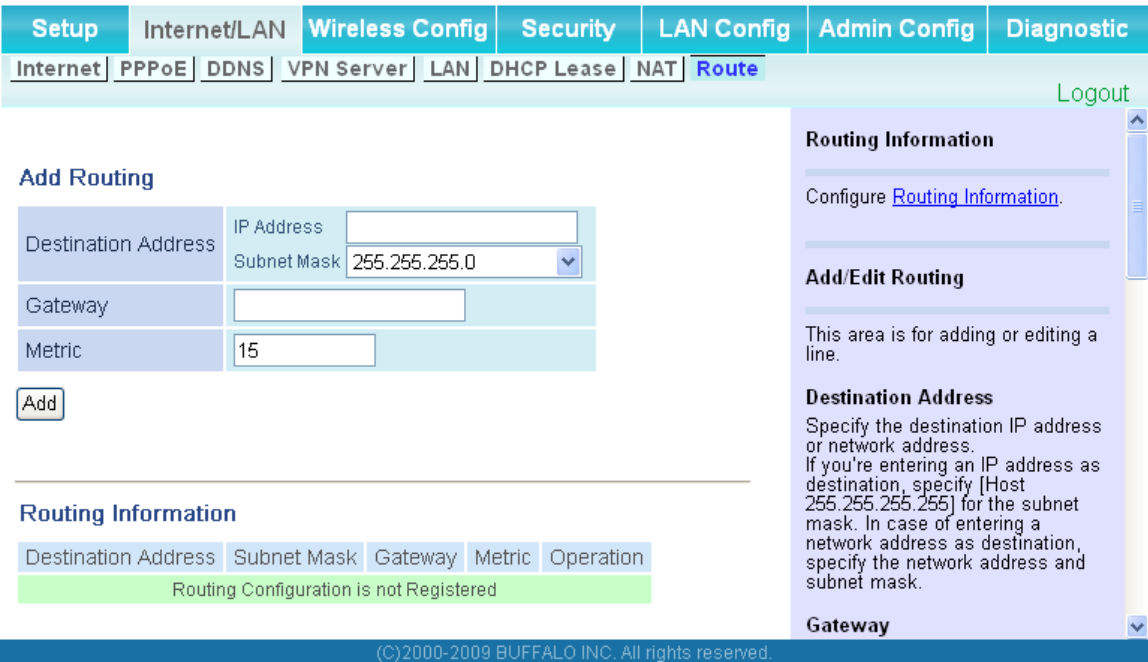 Setup Internet/LAN Wireless Config Security LAN Config Admin Config Diagnostic
Internet PPPoE DDNS VPN Server LAN DHCP Lease NAT Route
Logout
Add Routing
Destination Address
IP Address
Subnet Mask 255.255.255.0
Gateway
Metric 15
Add
Routing Information
Destination Address Subnet Mask Gateway Metric Operation
Routing Configuration is not Registered
Routing Information
Configure Routing Information.
Add/Edit Routing
This area is for adding or editing a
line.
Destination Address
Specify the destination IP address
or network address.
If you're entering an IP address as
destination, specify [Host
255.255.255.255] for the subnet
mask. In case of entering a
network address as destination,
specify the network address and
subnet mask.
Gateway
(C)2000-2009 BUFFALO INC. All rights reserved.